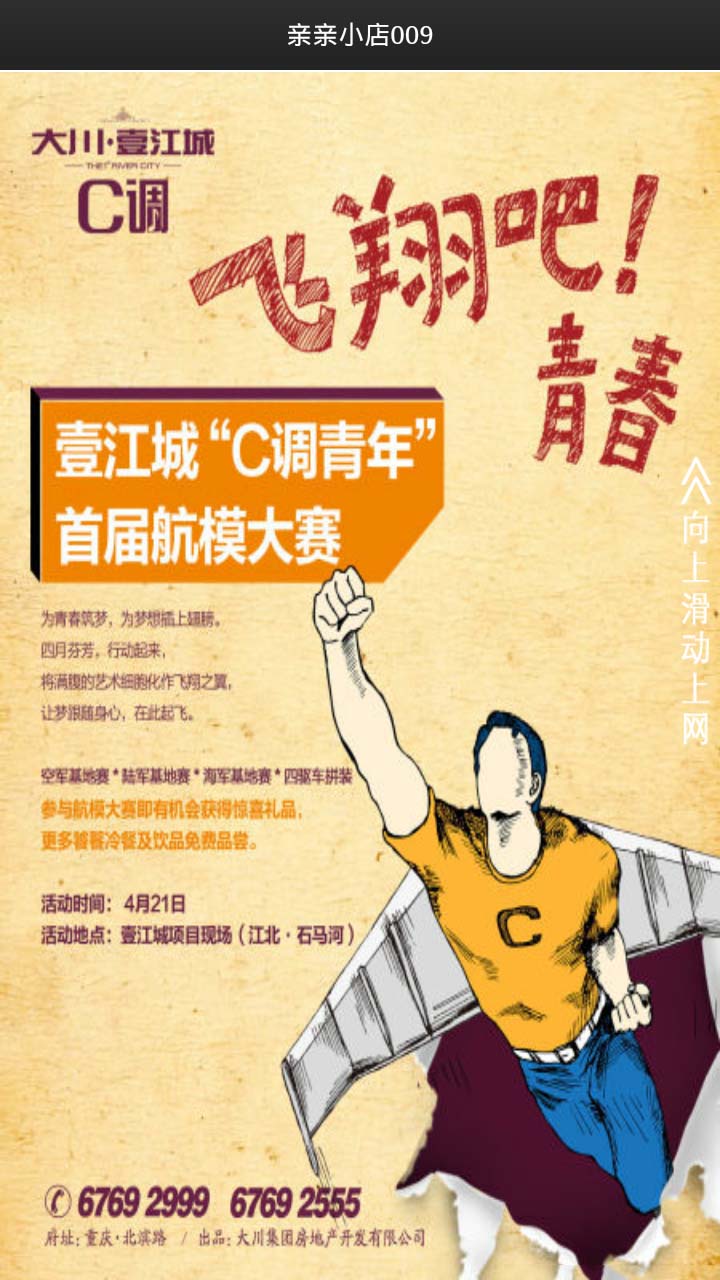 亲亲小店009
大川·壹江城
THE1ST RIVER CITY
C调
飞翔吧！
青春
壹江城“C调青年”
首届航模大赛
为青春筑梦，为梦想插上翅膀。
四月芬芳，行动起来，
将满腹的艺术细胞化作飞翔之翼，
让梦跟随身心，在此起飞。
空军基地赛*陆军基地赛*海军基地赛*四驱车拼装
参与航模大赛即有机会获得惊喜礼品，
更多饕餮冷餐及饮品免费品尝。
活动时间：4月21日
活动地点：壹江城项目现场（江北·石马河）
向上滑动上网
C
6769 2999 6769 2555
府址：重庆·北滨路 / 出品：大川集团房地产开发有限公司